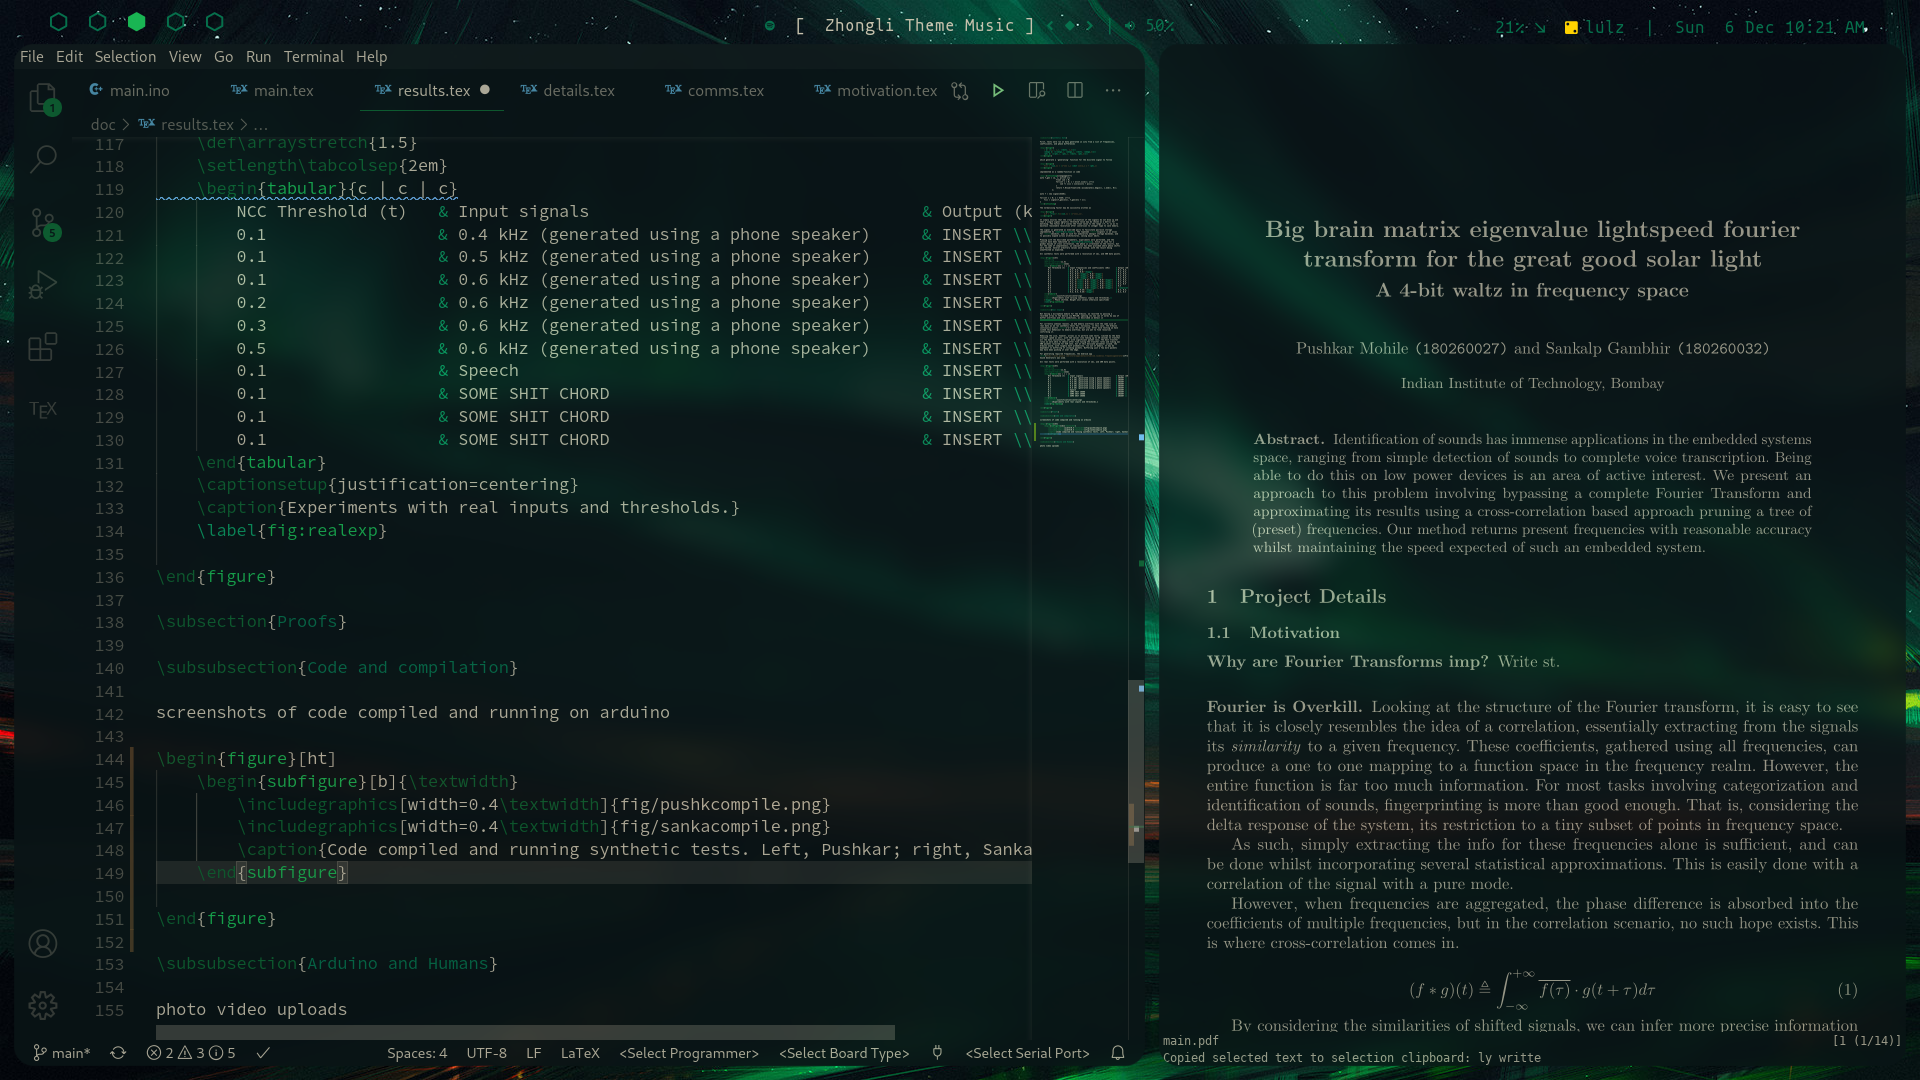 [ Zhongli Theme Music ] | 50%
21% lulz | Sun 6 Dec 10:21 AM
File Edit Selection View Go Run Terminal Help
main.ino main.tex results.tex details.tex comms.tex motivation.tex
doc > results.tex > ...
117 \def\arraystretch{1.5}
118 \setlength\tabcolsep{2em}
119 \begin{tabular}{c | c | c}
120 NCC Threshold (t) & Input signals & Output (k
121 0.1 & 0.4 kHz (generated using a phone speaker) & INSERT \\
122 0.1 & 0.5 kHz (generated using a phone speaker) & INSERT \\
123 0.1 & 0.6 kHz (generated using a phone speaker) & INSERT \\
124 0.2 & 0.6 kHz (generated using a phone speaker) & INSERT \\
125 0.3 & 0.6 kHz (generated using a phone speaker) & INSERT \\
126 0.5 & 0.6 kHz (generated using a phone speaker) & INSERT \\
127 0.1 & Speech & INSERT \\
128 0.1 & SOME SHIT CHORD & INSERT \\
129 0.1 & SOME SHIT CHORD & INSERT \\
130 0.1 & SOME SHIT CHORD & INSERT \\
131 \end{tabular}
132 \captionsetup{justification=centering}
133 \caption{Experiments with real inputs and thresholds.}
134 \label{fig:realexp}
135
136 \end{figure}
137
138 \subsection{Proofs}
139
140 \subsubsection{Code and compilation}
141
142 screenshots of code compiled and running on arduino
143
144 \begin{figure}[ht]
145 \begin{subfigure}[b]{\textwidth}
146 \includegraphics[width=0.4\textwidth]{fig/pushkcompile.png}
147 \includegraphics[width=0.4\textwidth]{fig/sankacompile.png}
148 \caption{Code compiled and running synthetic tests. Left, Pushkar; right, Sanka
149 \end{subfigure}
150
151 \end{figure}
152
153 \subsubsection{Arduino and Humans}
154
155 photo video uploads
1
5
TEX
main* 2 3 5 Spaces: 4 UTF-8 LF LaTeX <Select Programmer> <Select Board Type> <Select Serial Port>
Big brain matrix eigenvalue lightspeed fourier
transform for the great good solar light
A 4-bit waltz in frequency space
Pushkar Mohile (180260027) and Sankalp Gambhir (180260032)
Indian Institute of Technology, Bombay
Abstract. Identification of sounds has immense applications in the embedded systems
space, ranging from simple detection of sounds to complete voice transcription. Being
able to do this on low power devices is an area of active interest. We present an
approach to this problem involving bypassing a complete Fourier Transform and
approximating its results using a cross-correlation based approach pruning a tree of
(preset) frequencies. Our method returns present frequencies with reasonable accuracy
whilst maintaining the speed expected of such an embedded system.
1 Project Details
1.1 Motivation
Why are Fourier Transforms imp? Write st.
Fourier is Overkill. Looking at the structure of the Fourier transform, it is easy to see
that it is closely resembles the idea of a correlation, essentially extracting from the signals
its similarity to a given frequency. These coefficients, gathered using all frequencies, can
produce a one to one mapping to a function space in the frequency realm. However, the
entire function is far too much information. For most tasks involving categorization and
identification of sounds, fingerprinting is more than good enough. That is, considering the
delta response of the system, its restriction to a tiny subset of points in frequency space.
As such, simply extracting the info for these frequencies alone is sufficient, and can
be done whilst incorporating several statistical approximations. This is easily done with a
correlation of the signal with a pure mode.
However, when frequencies are aggregated, the phase difference is absorbed into the
coefficients of multiple frequencies, but in the correlation scenario, no such hope exists. This
is where cross-correlation comes in.
(f ∗ g)(t) ≜ ∫_{−∞}^{+∞} \overline{f(τ)} · g(t + τ)dτ (1)
By considering the similarities of shifted signals, we can infer more precise information
main.pdf [1 (1/14)]
Copied selected text to selection clipboard: ly writte